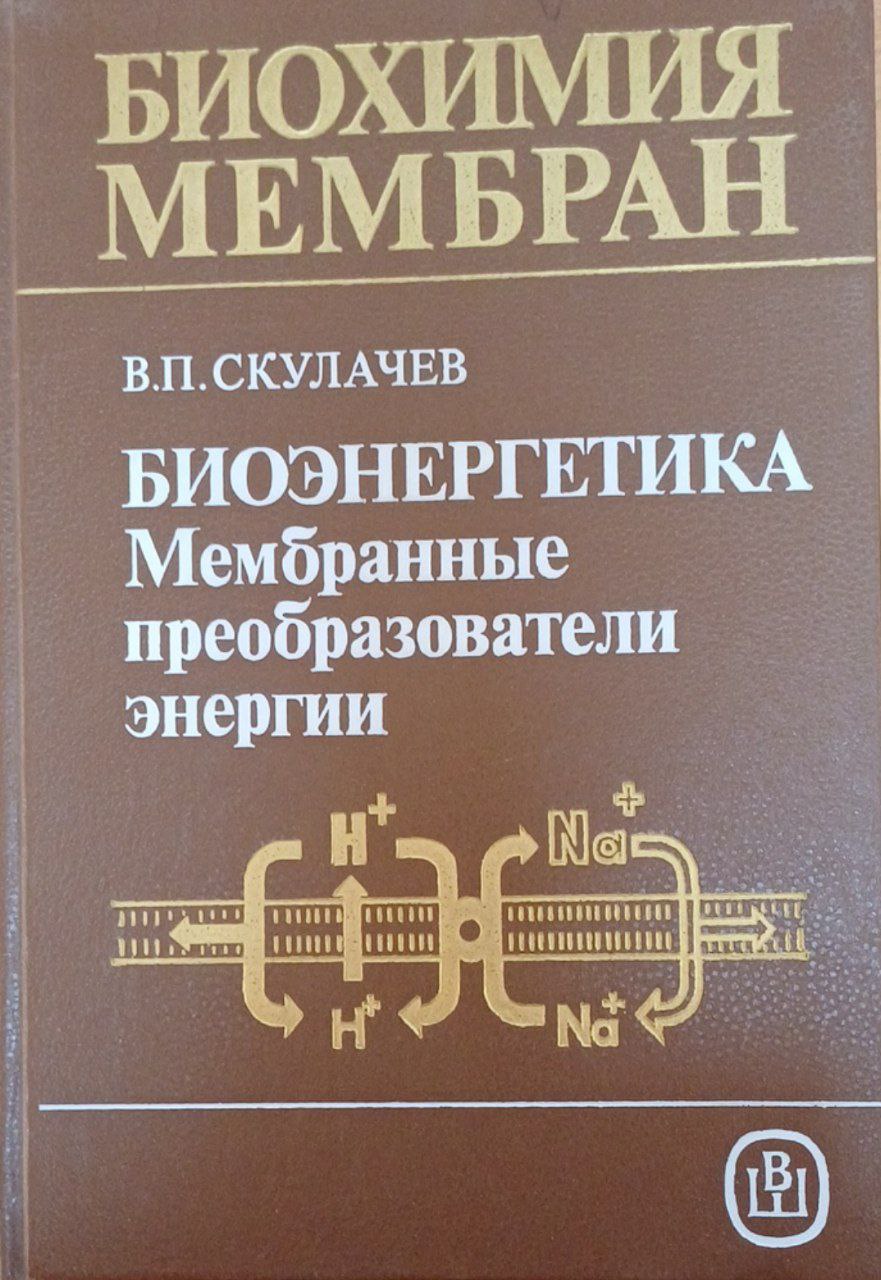 БИОХИМИЯ
МЕМБРАН
В.П. СКУЛАЧЕВ
БИОЭНЕРГЕТИКА
Мембранные
преобразователи
энергии
H+ Na+
H+ Na+
ВШ